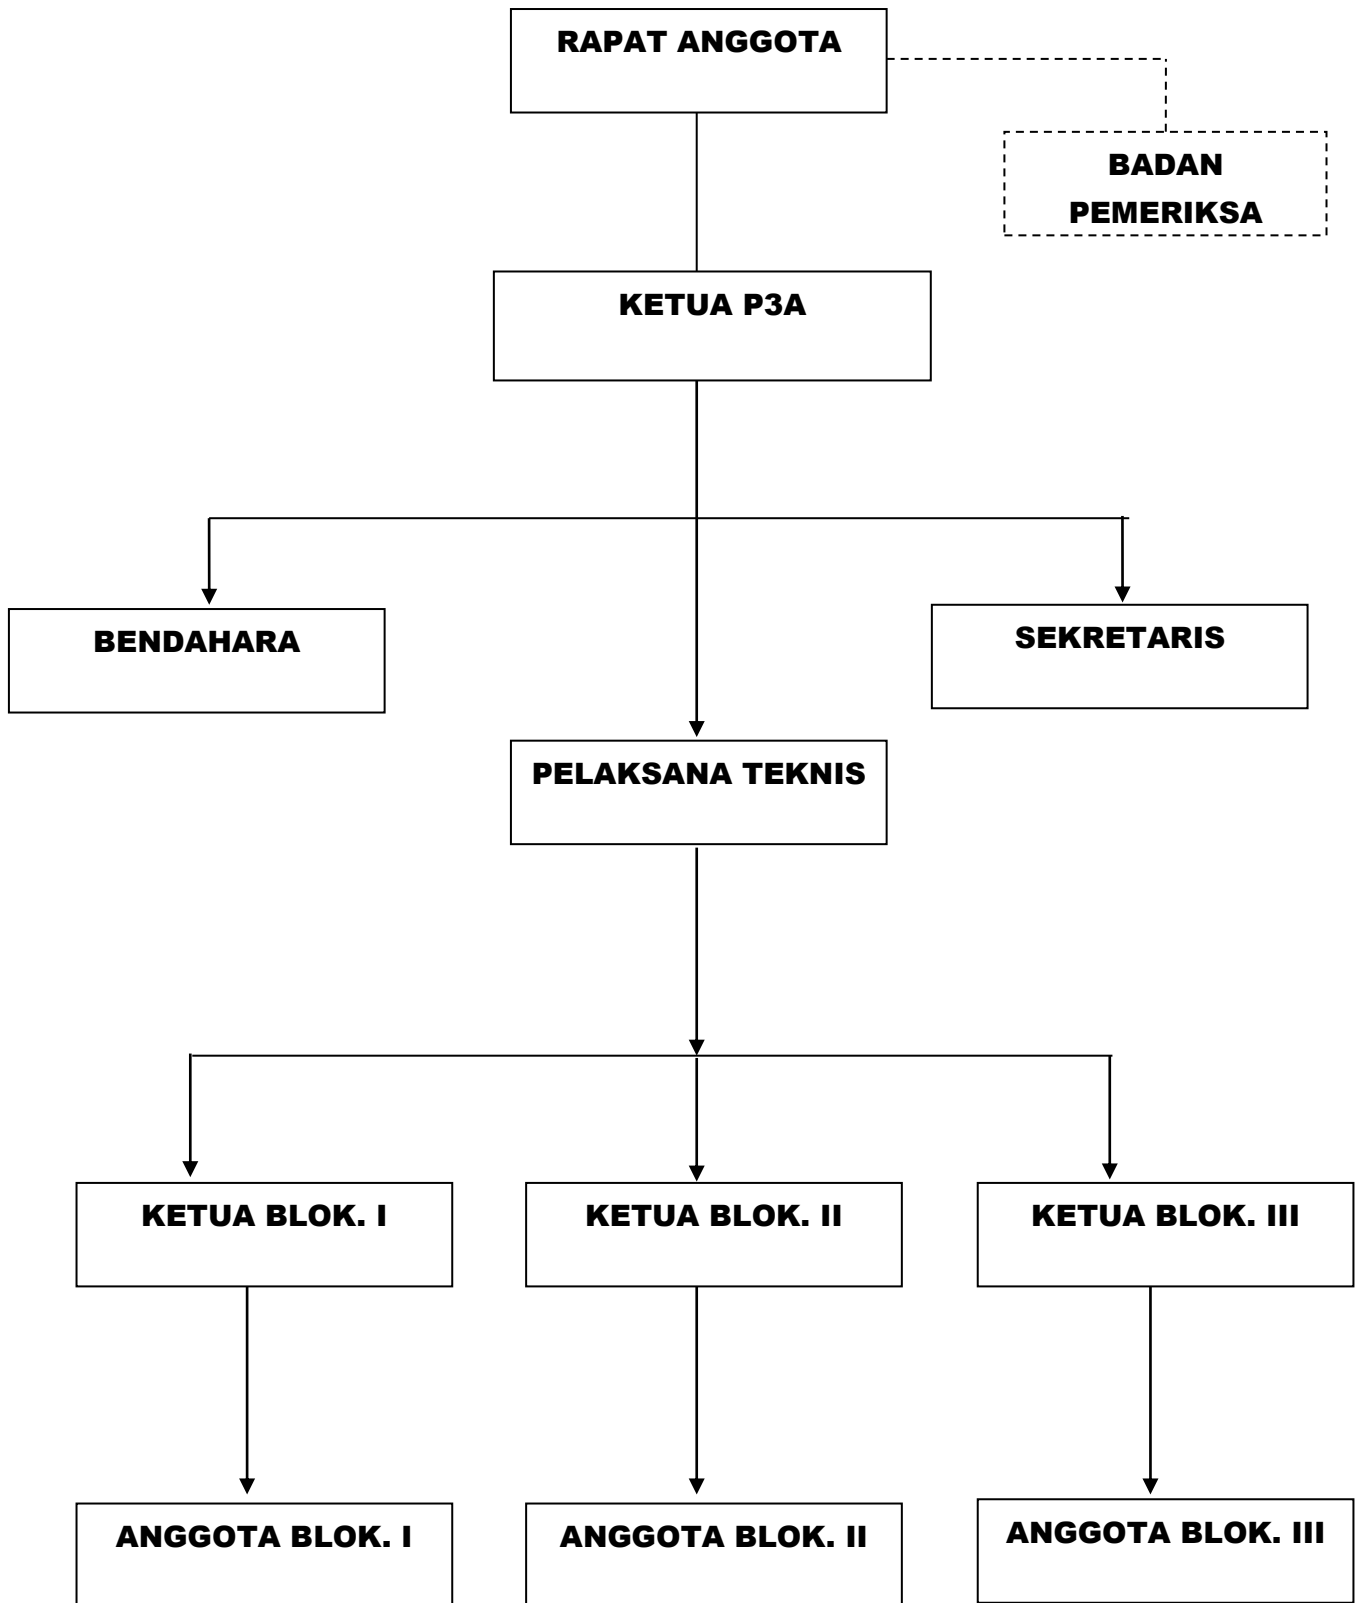 RAPAT ANGGOTA
BADAN
PEMERIKSA
KETUA P3A
BENDAHARA
SEKRETARIS
PELAKSANA TEKNIS
KETUA BLOK. I
KETUA BLOK. II
KETUA BLOK. III
ANGGOTA BLOK. I
ANGGOTA BLOK. II
ANGGOTA BLOK. III